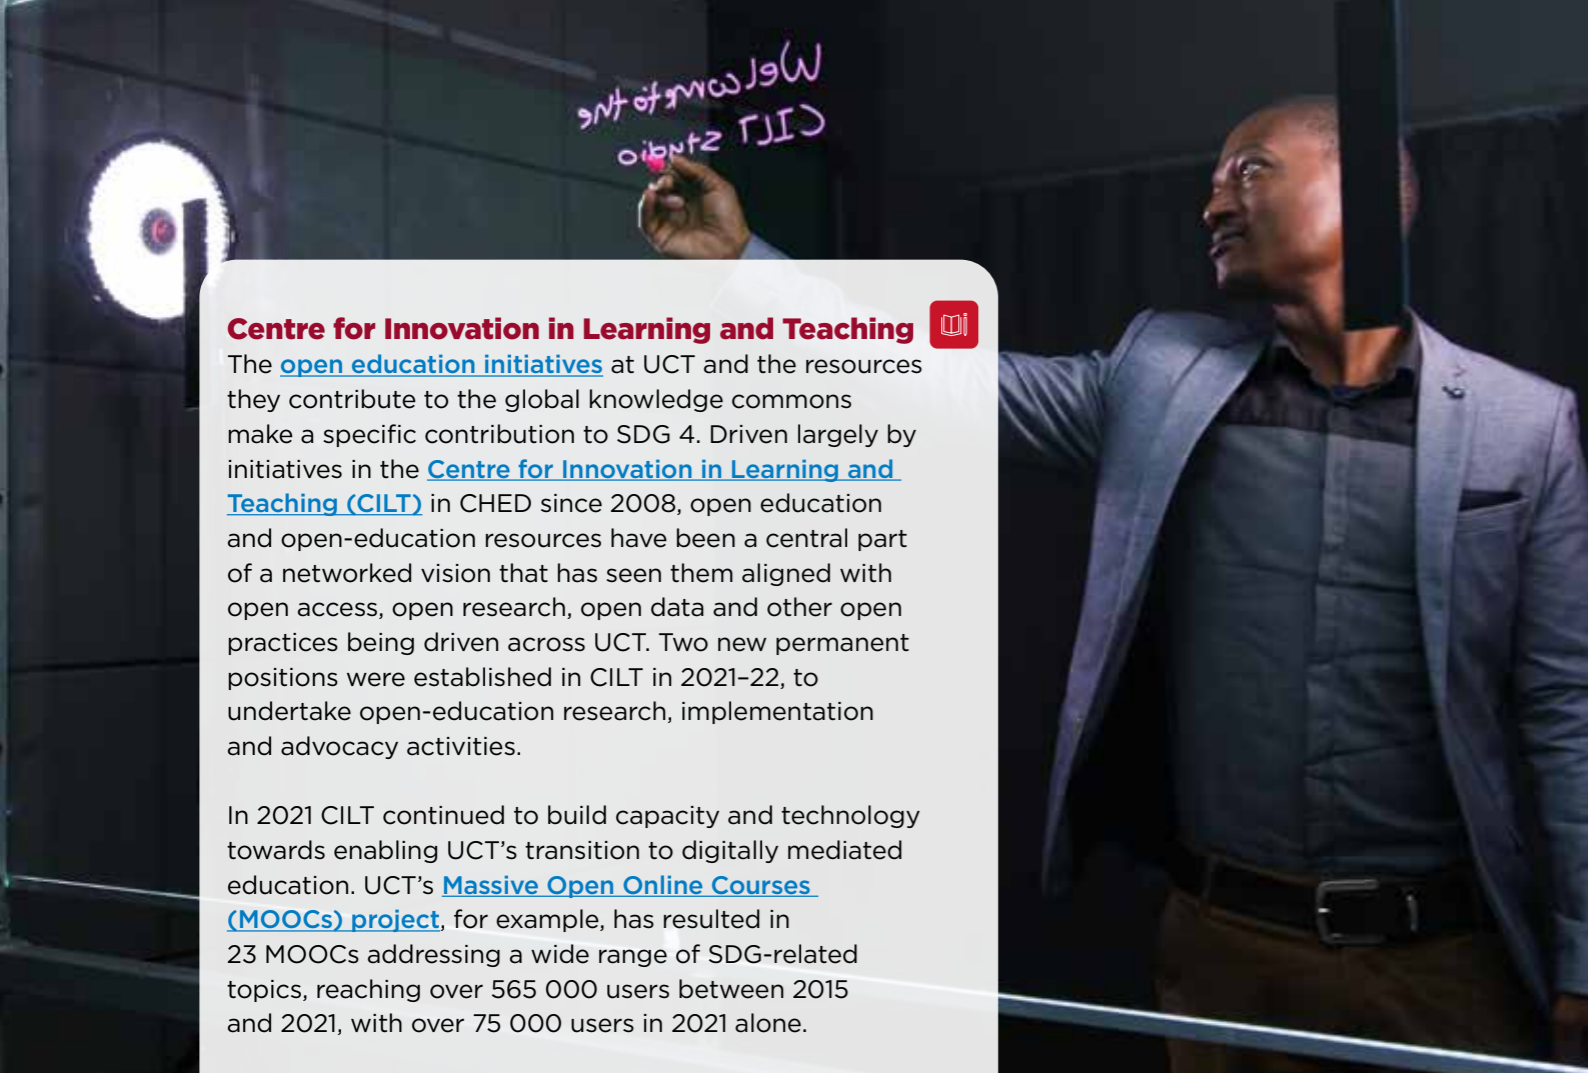 Welcome to the
CILT Studio
Centre for Innovation in Learning and Teaching
The open education initiatives at UCT and the resources
they contribute to the global knowledge commons
make a specific contribution to SDG 4. Driven largely by
initiatives in the Centre for Innovation in Learning and
Teaching (CILT) in CHED since 2008, open education
and open-education resources have been a central part
of a networked vision that has seen them aligned with
open access, open research, open data and other open
practices being driven across UCT. Two new permanent
positions were established in CILT in 2021–22, to
undertake open-education research, implementation
and advocacy activities.
In 2021 CILT continued to build capacity and technology
towards enabling UCT’s transition to digitally mediated
education. UCT’s Massive Open Online Courses
(MOOCs) project, for example, has resulted in
23 MOOCs addressing a wide range of SDG-related
topics, reaching over 565 000 users between 2015
and 2021, with over 75 000 users in 2021 alone.